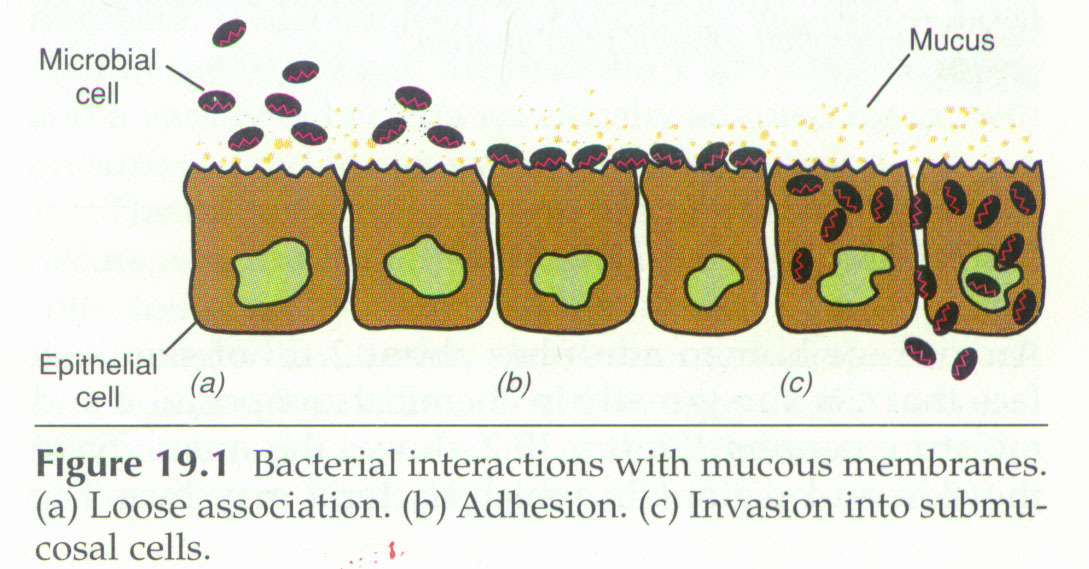 Microbial
cell
Mucus
Epithelial
cell
(a)
(b)
(c)
Figure 19.1 Bacterial interactions with mucous membranes.
(a) Loose association. (b) Adhesion. (c) Invasion into submu-
cosal cells.